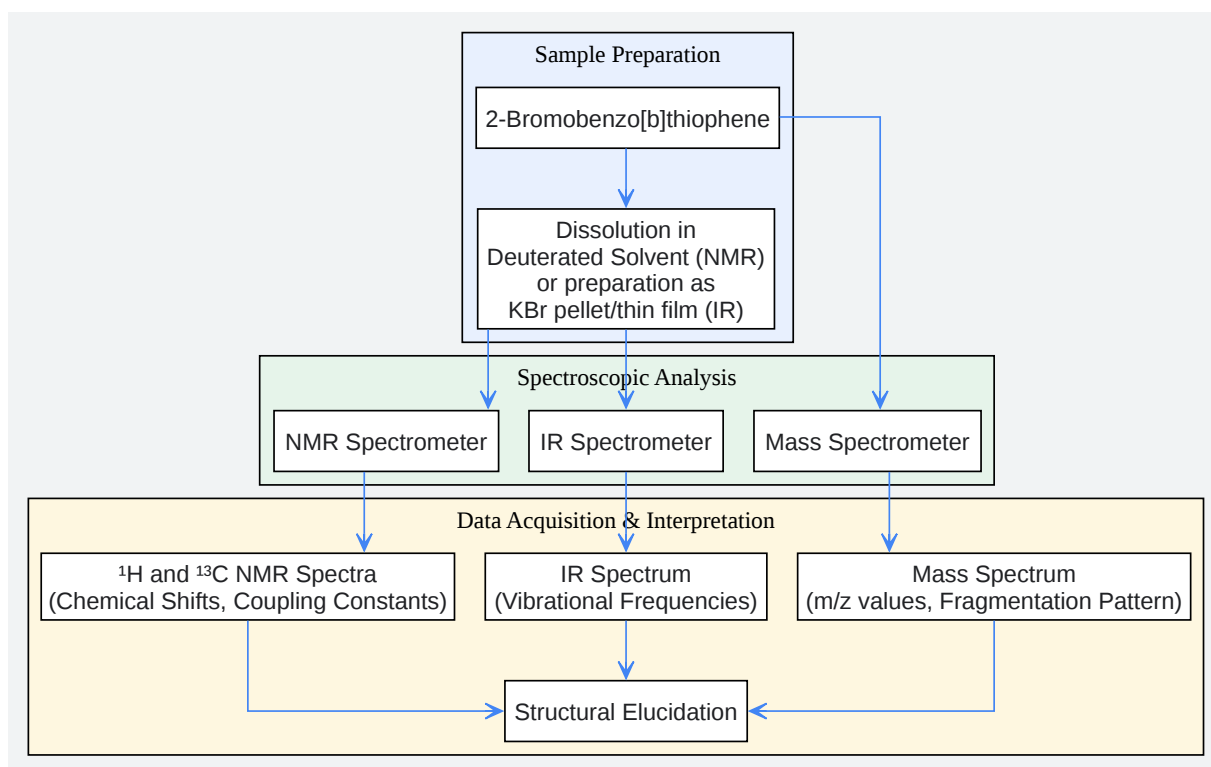 Sample Preparation
2-Bromobenzo[b]thiophene
Dissolution in
Deuterated Solvent (NMR)
or preparation as
KBr pellet/thin film (IR)
Spectroscopic Analysis
NMR Spectrometer
IR Spectrometer
Mass Spectrometer
Data Acquisition & Interpretation
¹H and ¹³C NMR Spectra
(Chemical Shifts, Coupling Constants)
IR Spectrum
(Vibrational Frequencies)
Mass Spectrum
(m/z values, Fragmentation Pattern)
Structural Elucidation